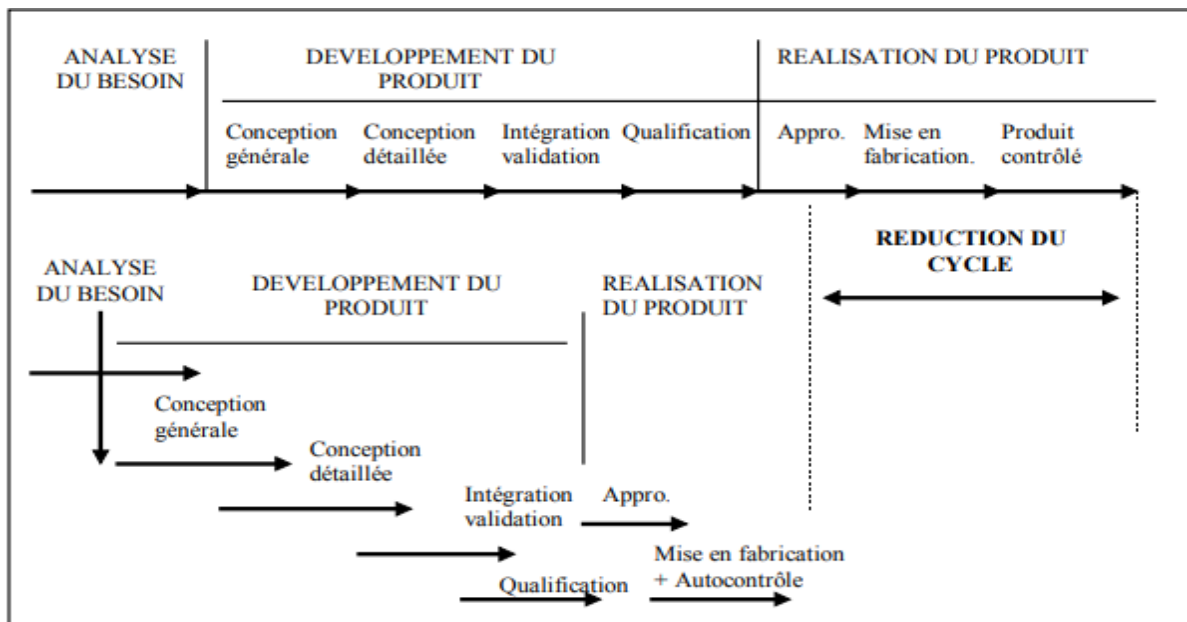 ANALYSE
DU BESOIN
DEVELOPPEMENT DU
PRODUIT
REALISATION DU PRODUIT
Conception
générale
Conception
détaillée
Intégration
validation
Qualification
Appro.
Mise en
fabrication.
Produit
contrôlé
REDUCTION DU
CYCLE
ANALYSE
DU BESOIN
DEVELOPPEMENT DU
PRODUIT
REALISATION
DU PRODUIT
Conception
générale
Conception
détaillée
Intégration
validation
Appro.
Qualification
Mise en fabrication
+ Autocontrôle